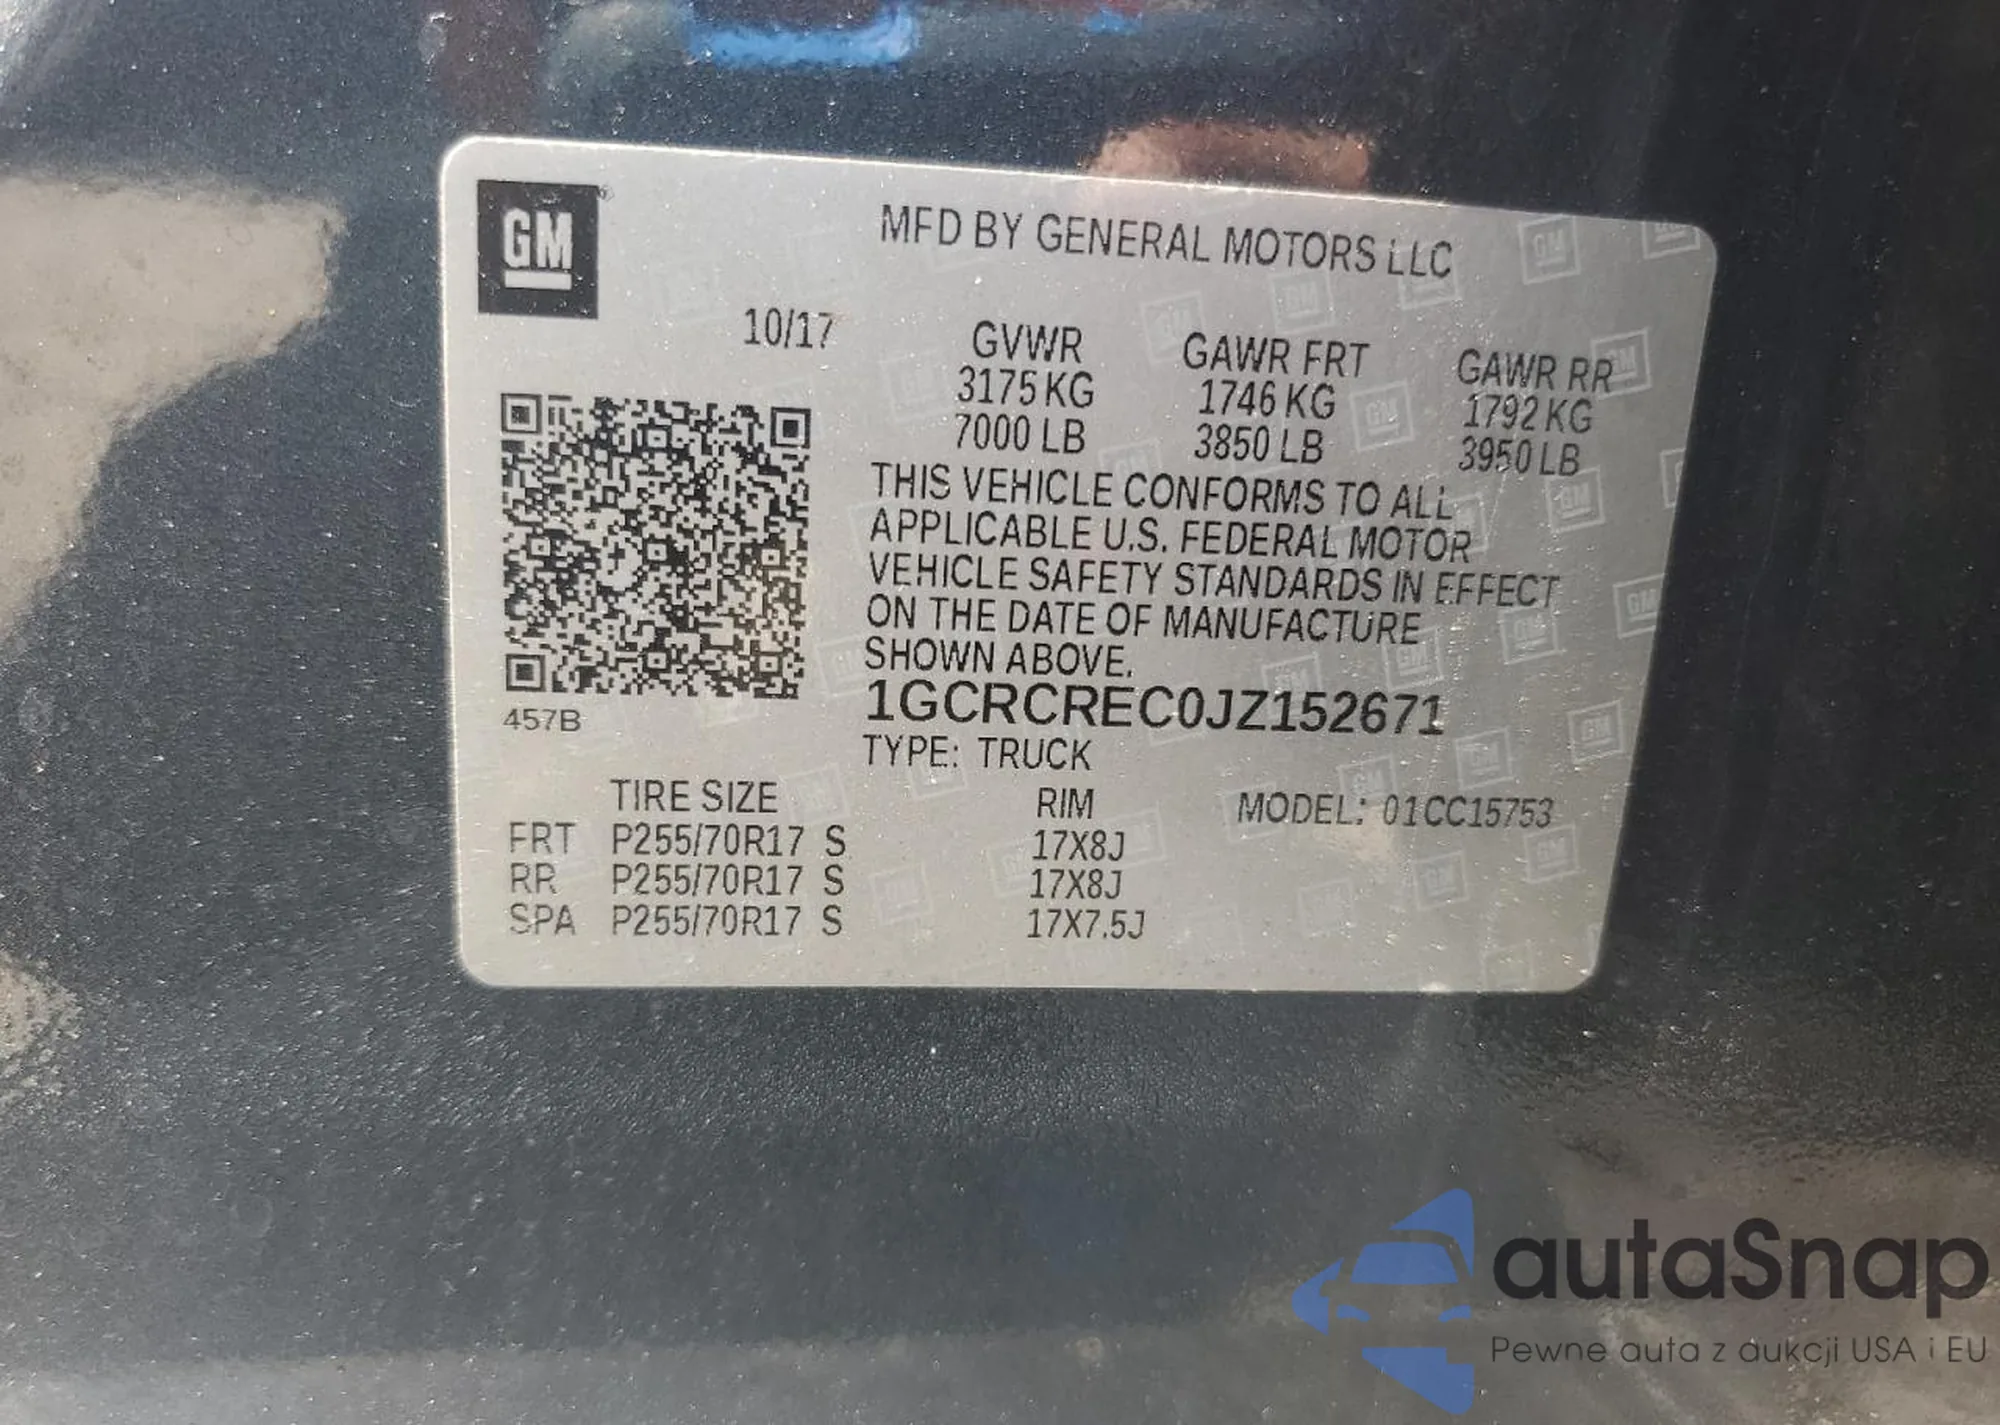 GM
MFD BY GENERAL MOTORS LLC
10/17
GVWR GAWR FRT GAWR RR
3175 KG 1746 KG 1792 KG
7000 LB 3850 LB 3950 LB
THIS VEHICLE CONFORMS TO ALL
APPLICABLE U.S. FEDERAL MOTOR
VEHICLE SAFETY STANDARDS IN EFFECT
ON THE DATE OF MANUFACTURE
SHOWN ABOVE.
1GCRCREC0JZ152671
457B
TYPE: TRUCK
TIRE SIZE RIM MODEL: 01CC15753
FRT P255/70R17 S 17X8J
RR P255/70R17 S 17X8J
SPA P255/70R17 S 17X7.5J
autaSnap
Pewne auta z aukcji USA i EU